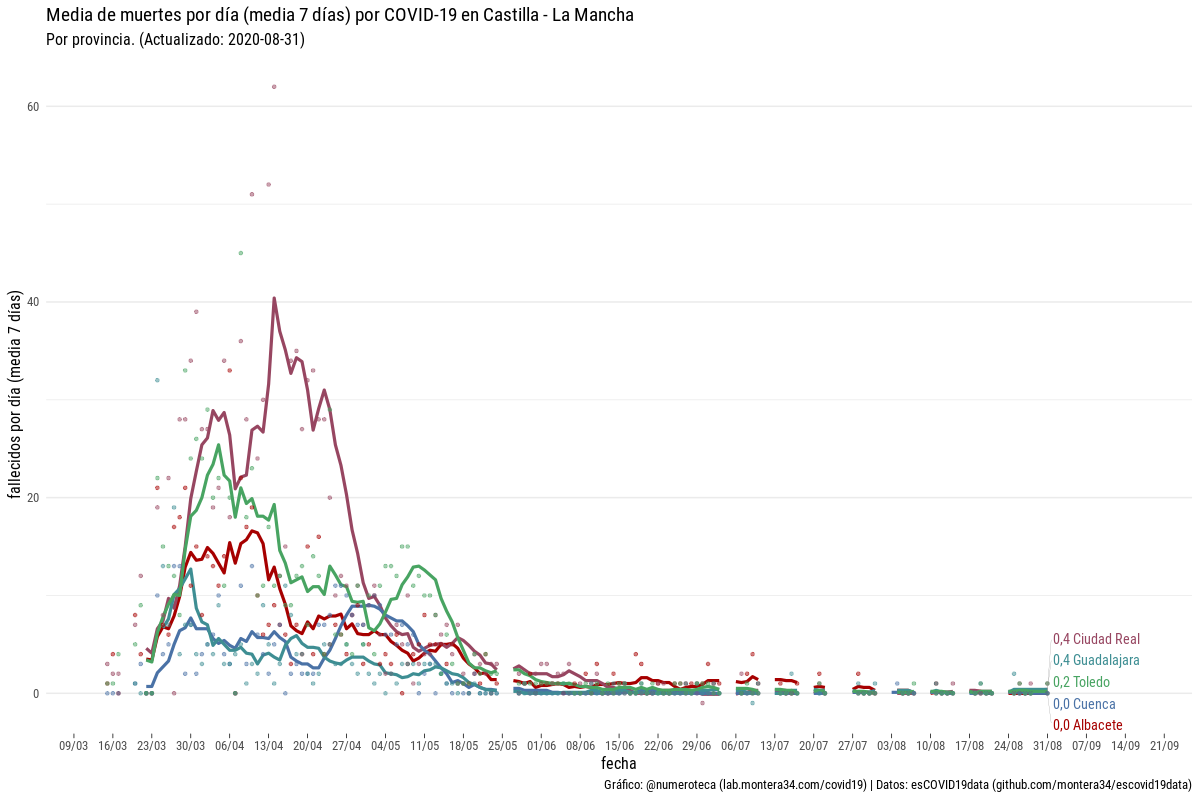 Media de muertes por día (media 7 días) por COVID-19 en Castilla - La Mancha
Por provincia. (Actualizado: 2020-08-31)
fallecidos por día (media 7 días)
60
40
20
0
0,4 Ciudad Real
0,4 Guadalajara
0,2 Toledo
0,0 Cuenca
0,0 Albacete
09/03 16/03 23/03 30/03 06/04 13/04 20/04 27/04 04/05 11/05 18/05 25/05 01/06 08/06 15/06 22/06 29/06 06/07 13/07 20/07 27/07 03/08 10/08 17/08 24/08 31/08 07/09 14/09 21/09
fecha
Gráfico: @numeroteca (lab.montera34.com/covid19) | Datos: esCOVID19data (github.com/montera34/escovid19data)